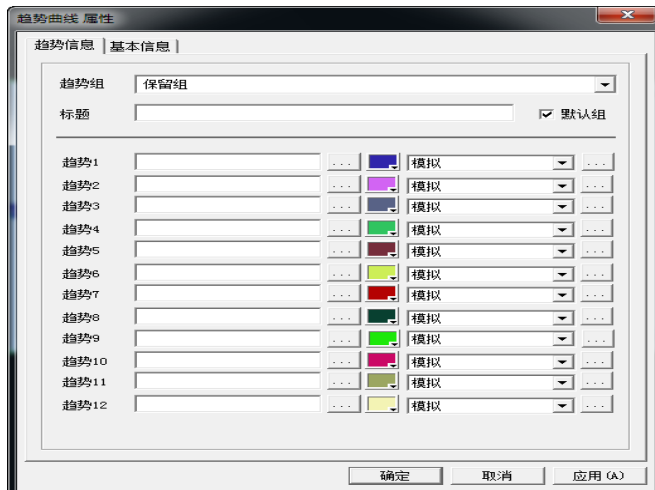 趋势曲线 属性
趋势信息 基本信息
趋势组 保留组
标题 默认组
趋势1 ... 模拟 ...
趋势2 ... 模拟 ...
趋势3 ... 模拟 ...
趋势4 ... 模拟 ...
趋势5 ... 模拟 ...
趋势6 ... 模拟 ...
趋势7 ... 模拟 ...
趋势8 ... 模拟 ...
趋势9 ... 模拟 ...
趋势10 ... 模拟 ...
趋势11 ... 模拟 ...
趋势12 ... 模拟 ...
确定 取消 应用(A)